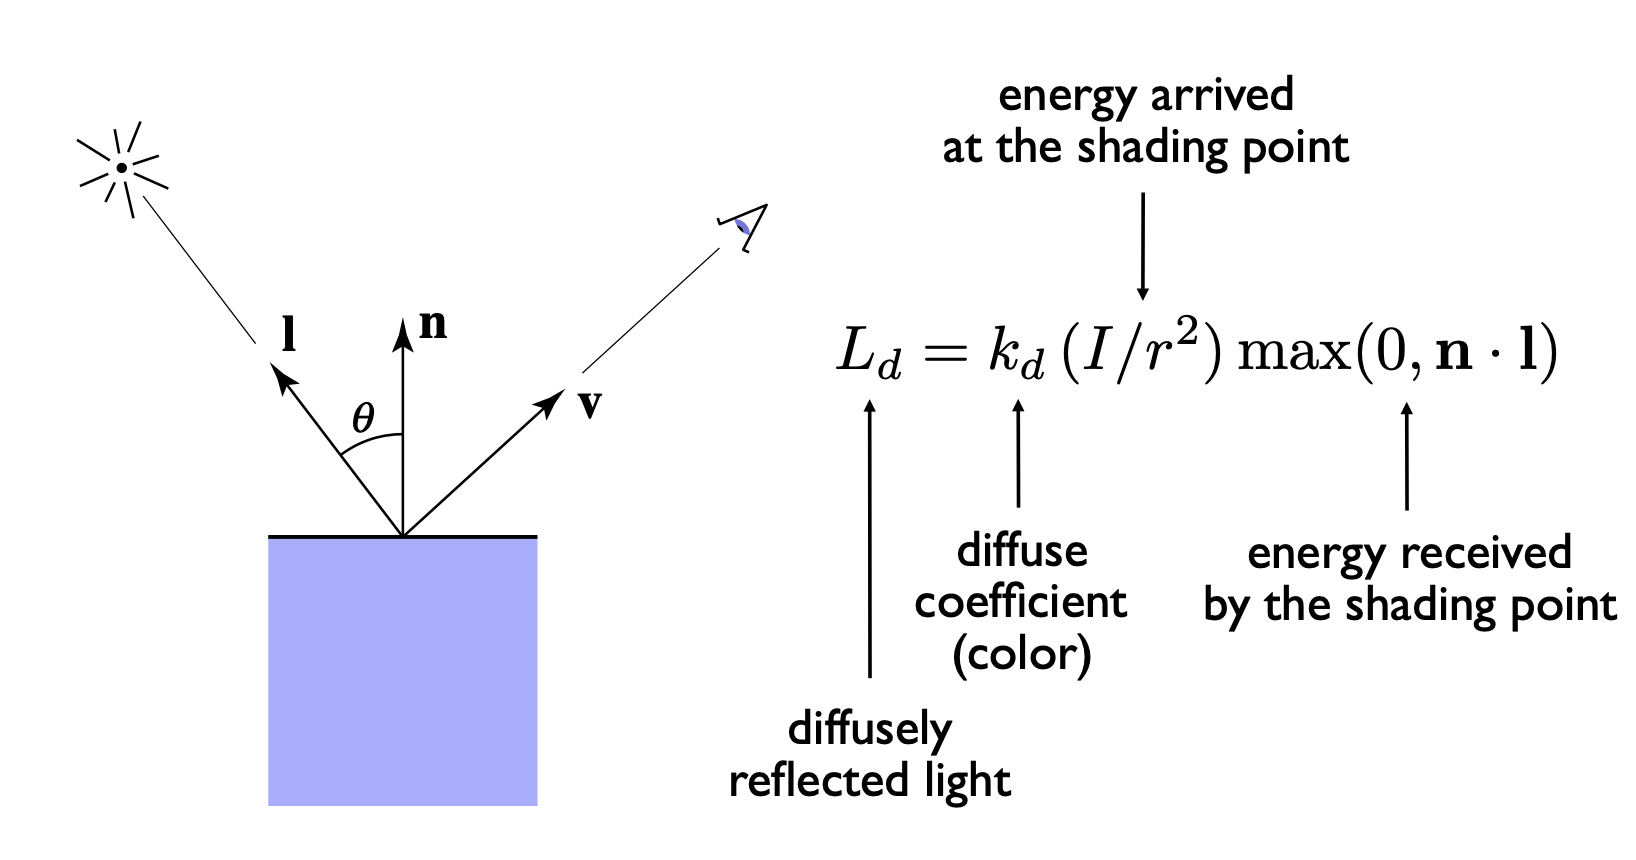 l
n
θ
v
energy arrived
at the shading point
L_d = k_d (I/r²) max(0, n · l)
diffuse
coefficient
(color)
energy received
by the shading point
diffusely
reflected light